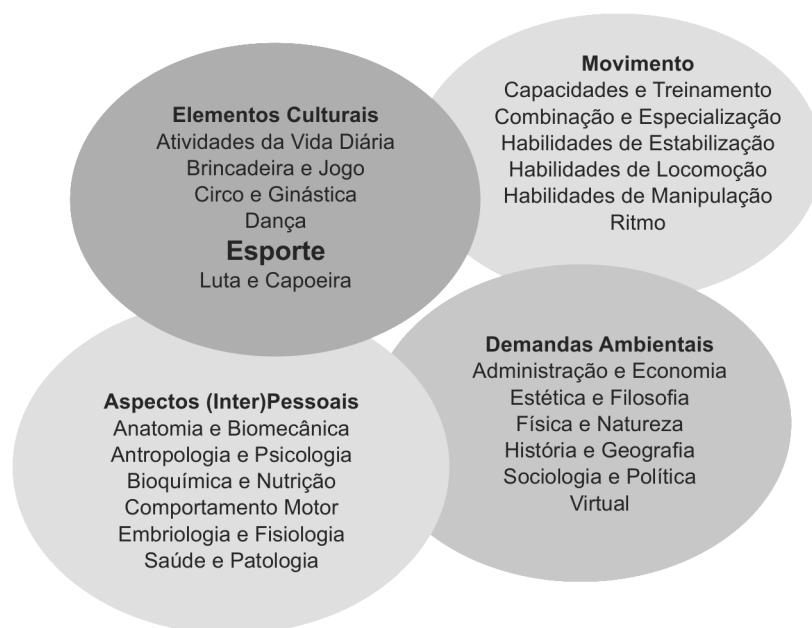 Elementos Culturais
Atividades da Vida Diária
Brincadeira e Jogo
Circo e Ginástica
Dança
Esporte
Luta e Capoeira
Movimento
Capacidades e Treinamento
Combinação e Especialização
Habilidades de Estabilização
Habilidades de Locomoção
Habilidades de Manipulação
Ritmo
Aspectos (Inter)Pessoais
Anatomia e Biomecânica
Antropologia e Psicologia
Bioquímica e Nutrição
Comportamento Motor
Embriologia e Fisiologia
Saúde e Patologia
Demandas Ambientais
Administração e Economia
Estética e Filosofia
Física e Natureza
História e Geografia
Sociologia e Política
Virtual